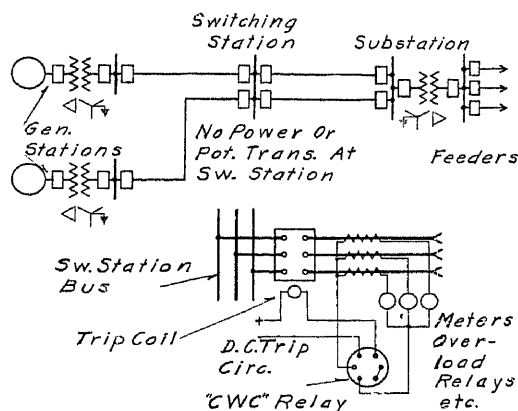 Switching
Station
Substation
Gen.
Stations
No Power Or
Pot. Trans. At
Sw. Station
Feeders
Sw. Station
Bus
Trip Coil
+
-
D.C. Trip
Circ.
"CWC" Relay
Meters
Over-
load
Relays
etc.